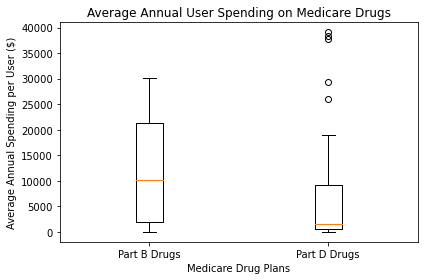 Average Annual User Spending on Medicare Drugs
Average Annual Spending per User ($)
40000
35000
30000
25000
20000
15000
10000
5000
0
Part B Drugs
Part D Drugs
Medicare Drug Plans